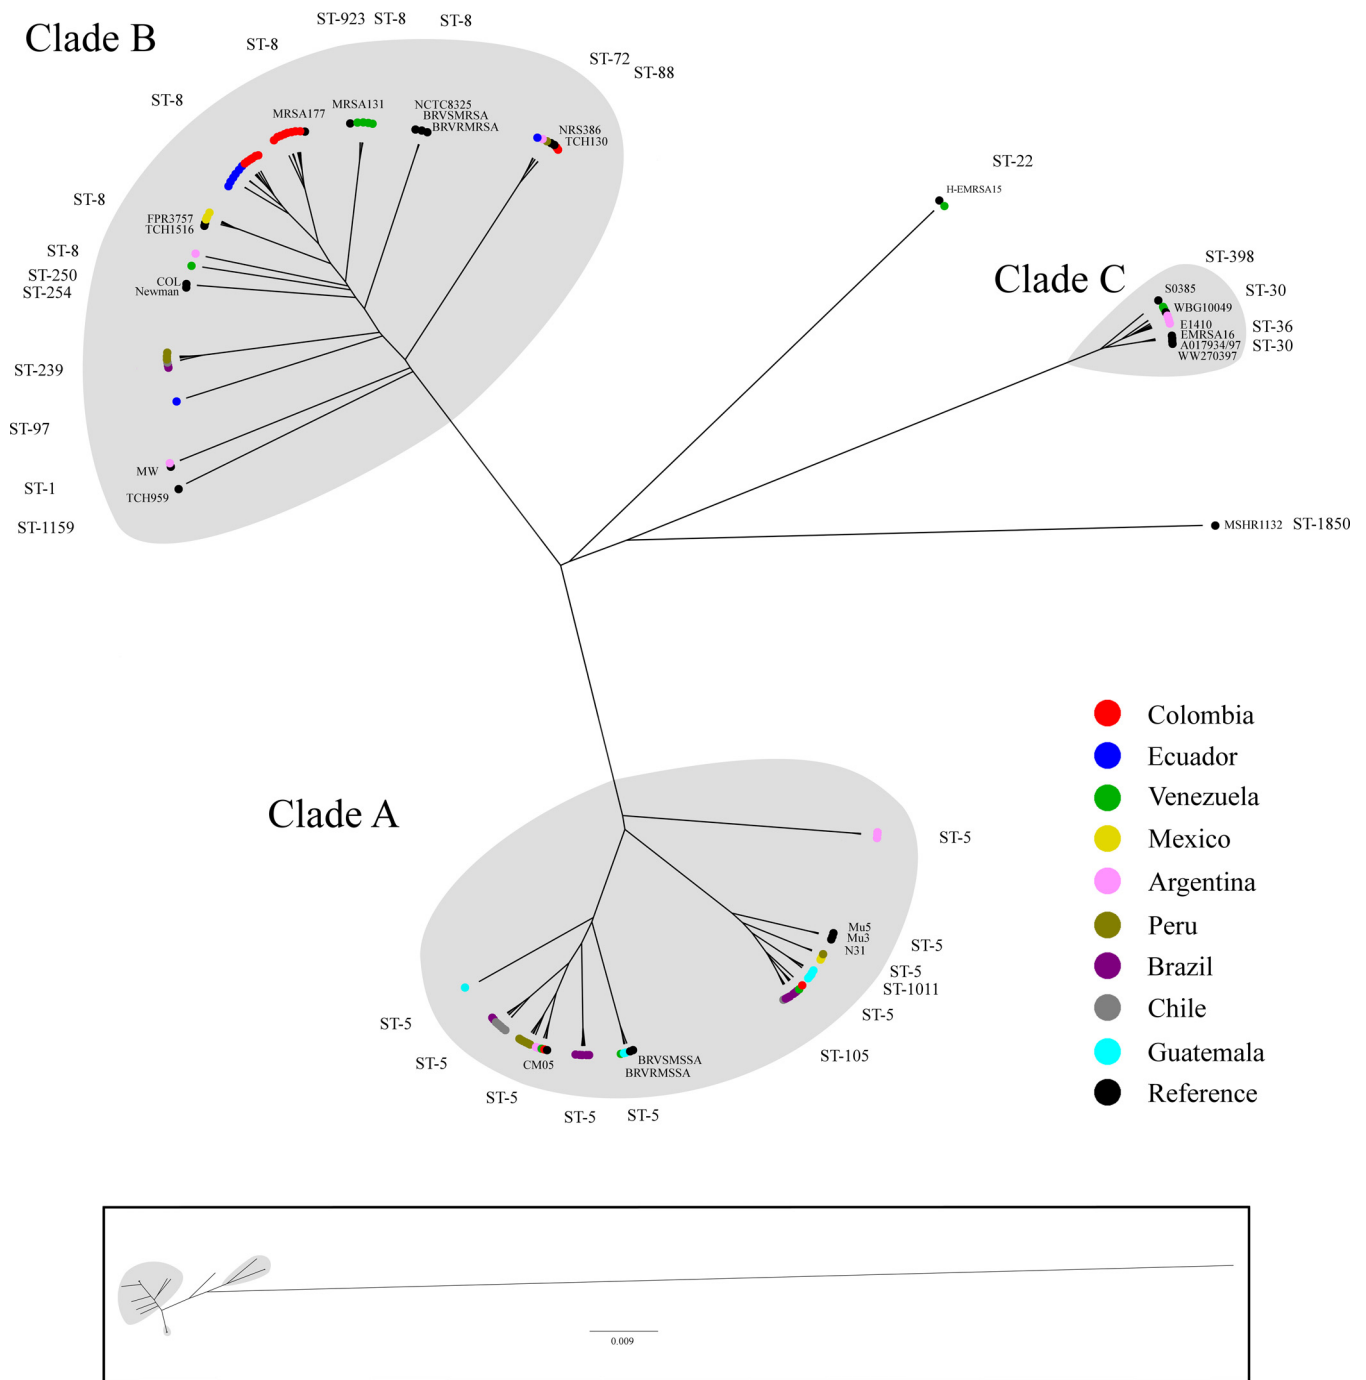 Clade B
ST-923 ST-8 ST-8
ST-8
ST-72
ST-88
ST-8
MRSA177
MRSA131
NCTC8325
BRVSMRSA
BRVRMRSA
NRS386
TCH130
ST-8
FPR3757
TCH1516
ST-8
ST-250
ST-254
COL
Newman
ST-239
ST-97
MW
ST-1
TCH959
ST-1159
ST-22
H-EMRSA15
Clade C
ST-398
S0385
ST-30
WBG10049
E1410
ST-36
EMRSA16
A017934/97
ST-30
WW270397
MSHR1132 ST-1850
Clade A
ST-5
Mu5
Mu3
N31
ST-5
ST-5
ST-1011
ST-5
ST-105
ST-5
ST-5
CM05
BRVSMSSA
BRVRMSSA
ST-5
ST-5
ST-5
Colombia
Ecuador
Venezuela
Mexico
Argentina
Peru
Brazil
Chile
Guatemala
Reference
0.009